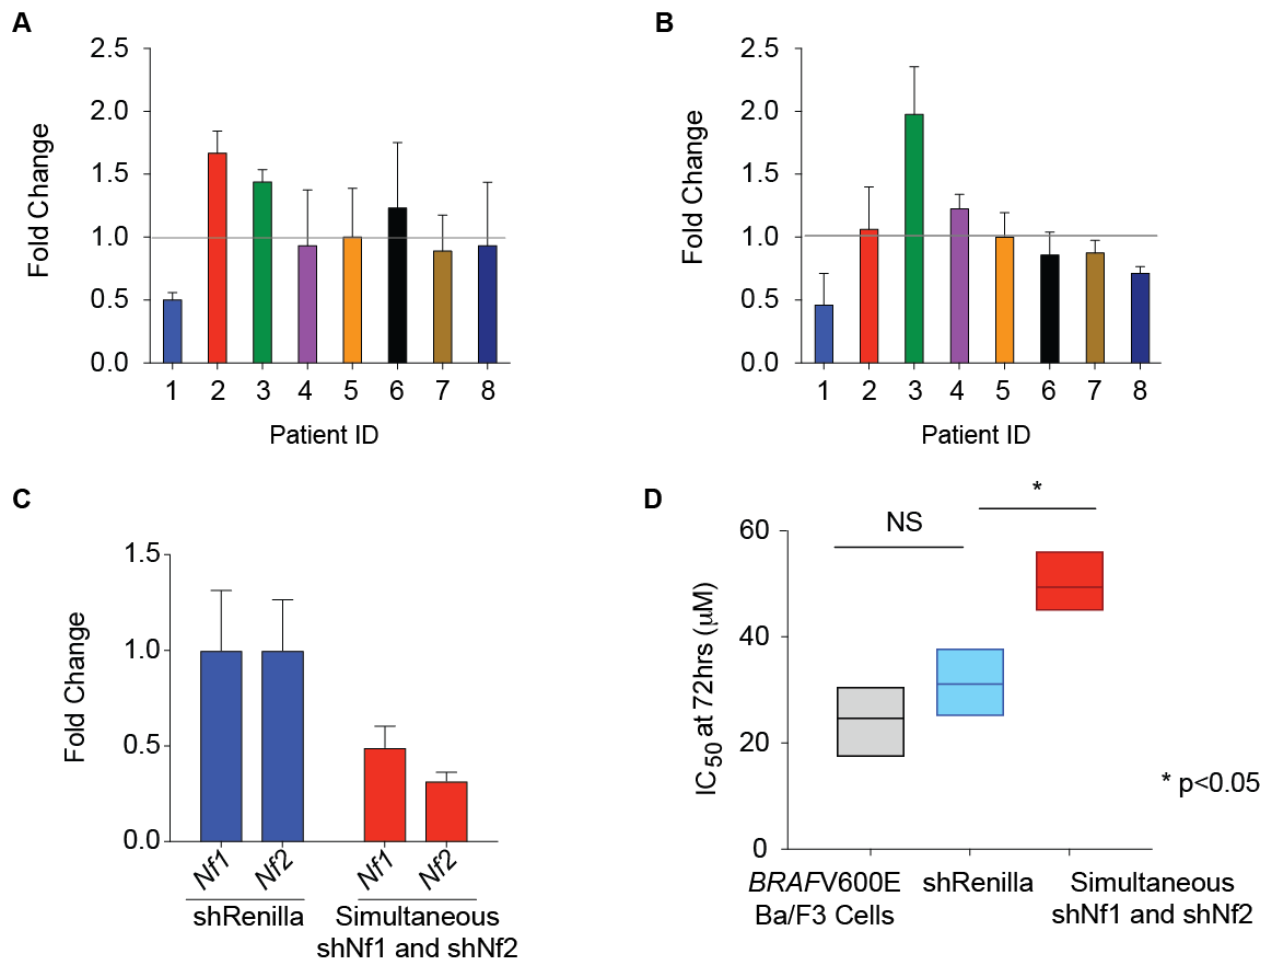 A
2.5
2.0
1.5
1.0
0.5
0.0
Fold Change
1 2 3 4 5 6 7 8
Patient ID
B
2.5
2.0
1.5
1.0
0.5
0.0
Fold Change
1 2 3 4 5 6 7 8
Patient ID
C
1.5
1.0
0.5
0.0
Fold Change
Nf1 Nf2 Nf1 Nf2
shRenilla
Simultaneous
shNf1 and shNf2
D
60
40
20
0
IC50 at 72hrs (μM)
NS
*
* p<0.05
BRAFV600E
Ba/F3 Cells
shRenilla
Simultaneous
shNf1 and shNf2